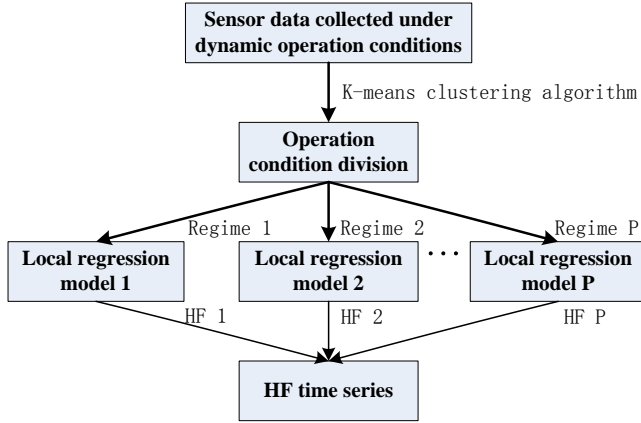 Sensor data collected under
dynamic operation conditions
K-means clustering algorithm
Operation
condition division
Regime 1
Regime 2
Regime P
Local regression
model 1
Local regression
model 2
...
Local regression
model P
HF 1
HF 2
HF P
HF time series